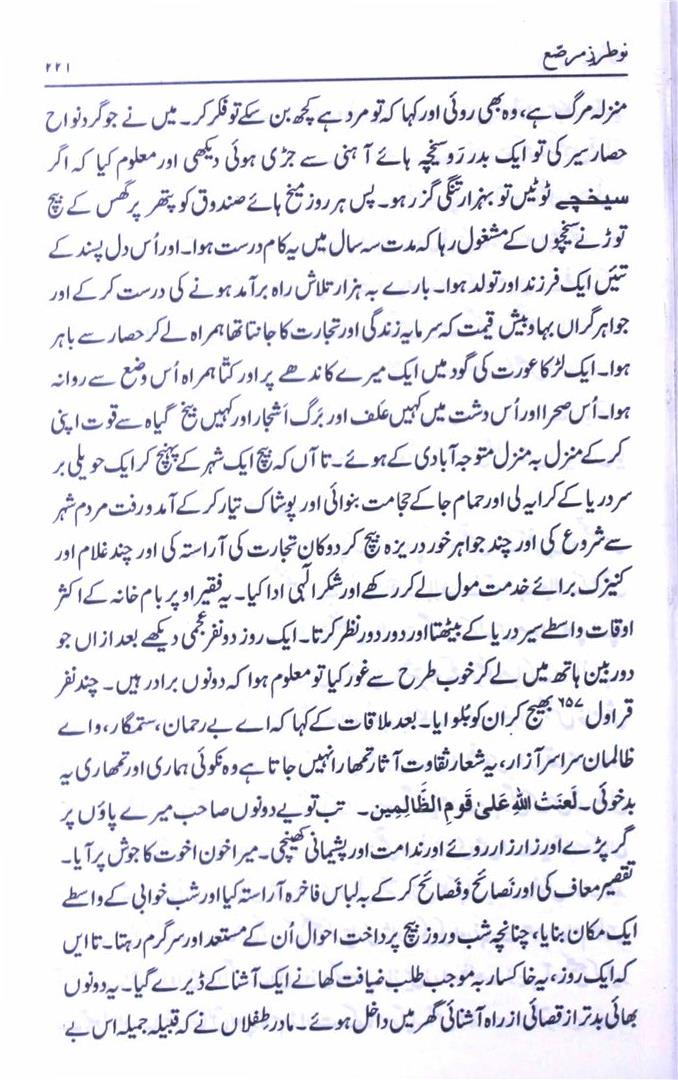 نو طرزِ مرصّع
۲۲۱
منزلہ مرگ ہے، وہ بھی روئی اور کہا کہ تو مرد ہے کچھ بن سکے تو فکر کر۔ میں نے جو گرد نواح
حصار سیر کی تو ایک بدر رَو سیخچہ ہائے آہنی سے جڑی ہوئی دیکھی اور معلوم کیا کہ اگر
سیخچے ٹوٹیں تو بہزار تنگی گزر ہو۔ پس ہر روز میخ ہائے صندوق کو پتھر پر گھس کے بیچ
توڑنے سیخچوں کے مشغول رہا کہ مدت سہ سال میں یہ کام درست ہوا۔ اور اُس دل پسند کے
تئیں ایک فرزند اور تولد ہوا۔ بارے بہ ہزار تلاش راہ برآمد ہونے کی درست کر کے اور
جواہر گراں بہا و بیش قیمت کہ سرمایہ زندگی اور تجارت کا جانتا تھا ہمراہ لے کر حصار سے باہر
ہوا۔ ایک لڑکا عورت کی گود میں ایک میرے کاندھے پر اور کتّا ہمراہ اُس وضع سے روانہ
ہوا۔ اُس صحرا اور اُس دشت میں کہیں علف اور برگ اشجار اور کہیں بیخ گیاہ سے قوت اپنی
کر کے منزل بہ منزل متوجہ آبادی کے ہوئے۔ تا آں کہ بیچ ایک شہر کے پہنچ کر ایک حویلی بر
سر دریا کے کرایہ لی اور حمام جا کے حجامت بنوائی اور پوشاک تیار کر کے آمد و رفت مردم شہر
سے شروع کی اور چند جواہر خورد ریزہ بیچ کر دوکان تجارت کی آراستہ کی اور چند غلام اور
کنیزک برائے خدمت مول لے کر رکھے اور شکر الٰہی ادا کیا۔ یہ فقیر اوپر بام خانہ کے اکثر
اوقات واسطے سیر دریا کے بیٹھتا اور دور دور نظر کرتا۔ ایک روز دو نفر عجمی دیکھے بعد ازاں جو
دوربین ہاتھ میں لے کر خوب طرح سے غور کیا تو معلوم ہوا کہ دونوں برادر ہیں۔ چند نفر
قراول ۶۵۷ بھیج کر ان کو بُلوایا۔ بعد ملاقات کے کہا کہ اے بے رحمان، ستمگار، و اے
ظالمان سراسر آزار، یہ شعار شقاوت آثار تمھارا نہیں جاتا ہے وہ نکوئی ہماری اور تمھاری یہ
بدخوئی۔ لَعنَتُ اللہِ عَلیٰ قَومِ الظَّالِمِین۔ تب تو یے دونوں صاحب میرے پاؤں پر
گر پڑے اور زار زار روئے اور ندامت اور پشیمانی کھینچی۔ میرا خون اخوت کا جوش پر آیا۔
تقصیر معاف کی اور نَصائح و فَصائح کر کے بہ لباس فاخرہ آراستہ کیا اور شب خوابی کے واسطے
ایک مکان بنایا، چنانچہ شب و روز بیچ پرداخت احوال اُن کے مستعد اور سرگرم رہتا۔ تا ایں
کہ ایک روز، یہ خاکسار بہ موجب طلب ضیافت کھانے ایک آشنا کے ڈیرے گیا۔ یہ دونوں
بھائی بدتر از قصائی از راہ آشنائی گھر میں داخل ہوئے۔ مادرِ طفلاں نے کہ قبیلہ جمیلہ اس بے